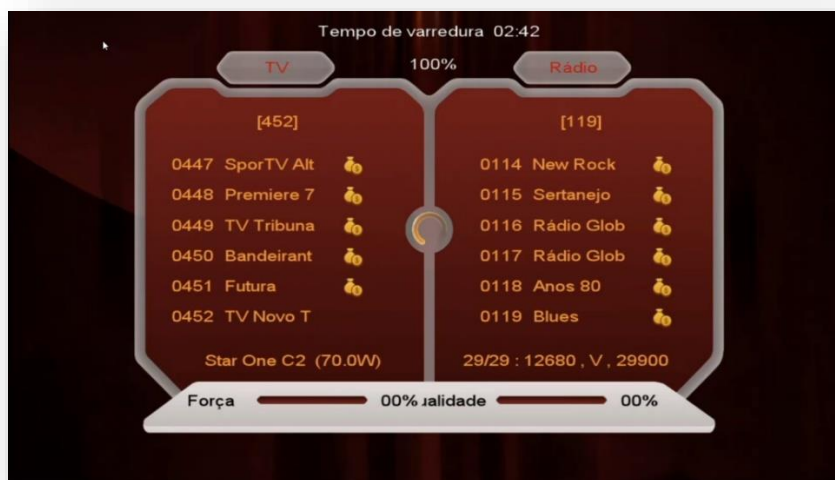 Tempo de varredura 02:42
TV 100% Rádio
[452] [119]
0447 SporTV Alt
0448 Premiere 7
0449 TV Tribuna
0450 Bandeirant
0451 Futura
0452 TV Novo T
0114 New Rock
0115 Sertanejo
0116 Rádio Glob
0117 Rádio Glob
0118 Anos 80
0119 Blues
Star One C2 (70.0W) 29/29 : 12680 , V , 29900
Força 00% ualidade 00%